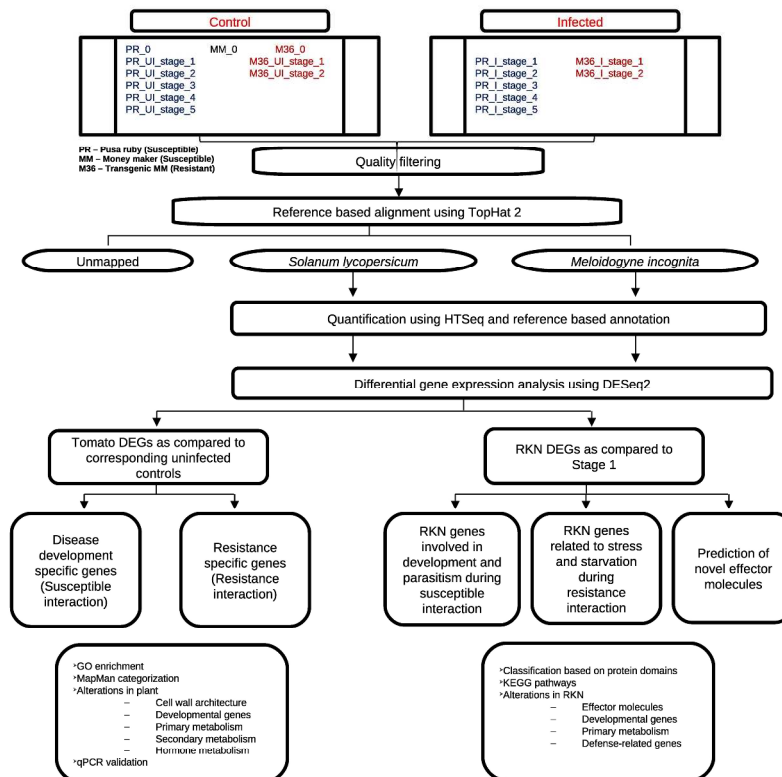 Control
PR_0 MM_0 M36_0
PR_UI_stage_1 M36_UI_stage_1
PR_UI_stage_2 M36_UI_stage_2
PR_UI_stage_3
PR_UI_stage_4
PR_UI_stage_5
Infected
PR_I_stage_1 M36_I_stage_1
PR_I_stage_2 M36_I_stage_2
PR_I_stage_3
PR_I_stage_4
PR_I_stage_5
PR – Pusa ruby (Susceptible)
MM – Money maker (Susceptible)
M36 – Transgenic MM (Resistant)
Quality filtering
Reference based alignment using TopHat 2
Unmapped
Solanum lycopersicum
Meloidogyne incognita
Quantification using HTSeq and reference based annotation
Differential gene expression analysis using DESeq2
Tomato DEGs as compared to
corresponding uninfected
controls
RKN DEGs as compared to
Stage 1
Disease
development
specific genes
(Susceptible
interaction)
Resistance
specific genes
(Resistance
interaction)
RKN genes
involved in
development and
parasitism during
susceptible
interaction
RKN genes
related to stress
and starvation
during
resistance
interaction
Prediction of
novel effector
molecules
➤GO enrichment
➤MapMan categorization
➤Alterations in plant
– Cell wall architecture
– Developmental genes
– Primary metabolism
– Secondary metabolism
– Hormone metabolism
➤qPCR validation
➤Classification based on protein domains
➤KEGG pathways
➤Alterations in RKN
– Effector molecules
– Developmental genes
– Primary metabolism
– Defense-related genes